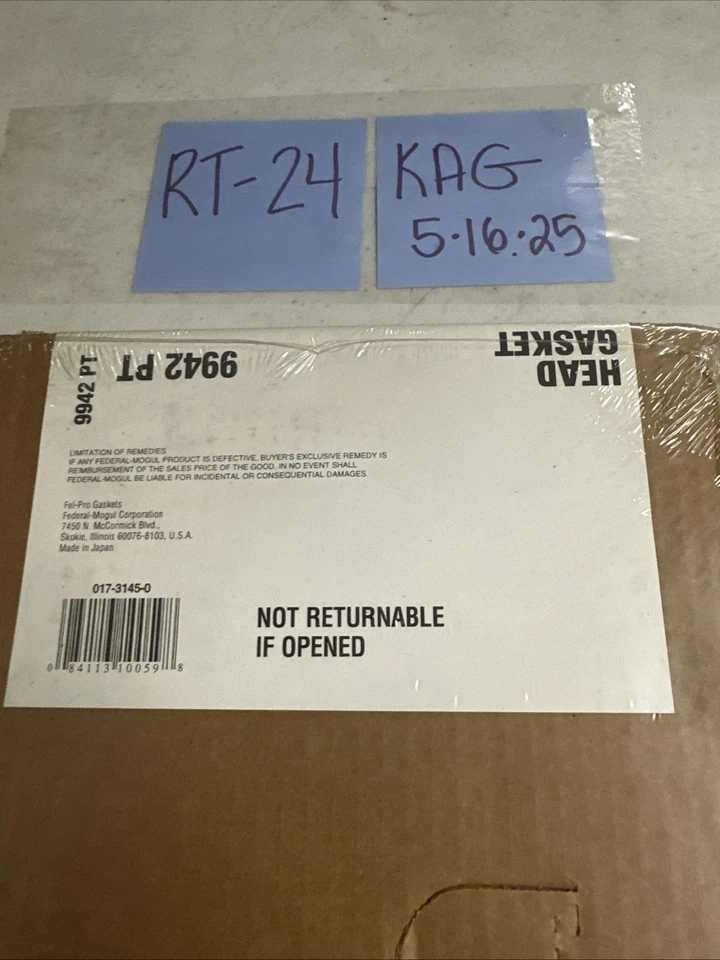 RT-24
KAG
5.16.25
9942 PT
9942 PT
HEAD
GASKET
LIMITATION OF REMEDIES
IF ANY FEDERAL-MOGUL PRODUCT IS DEFECTIVE, BUYER'S EXCLUSIVE REMEDY IS
REIMBURSEMENT OF THE SALES PRICE OF THE GOOD. IN NO EVENT SHALL
FEDERAL-MOGUL BE LIABLE FOR INCIDENTAL OR CONSEQUENTIAL DAMAGES
Fel-Pro Gaskets
Federal-Mogul Corporation
7450 N. McCormick Blvd.,
Skokie, Illinois 60076-8103, U.S.A.
Made in Japan
017-3145-0
0 84113 10059 8
NOT RETURNABLE
IF OPENED